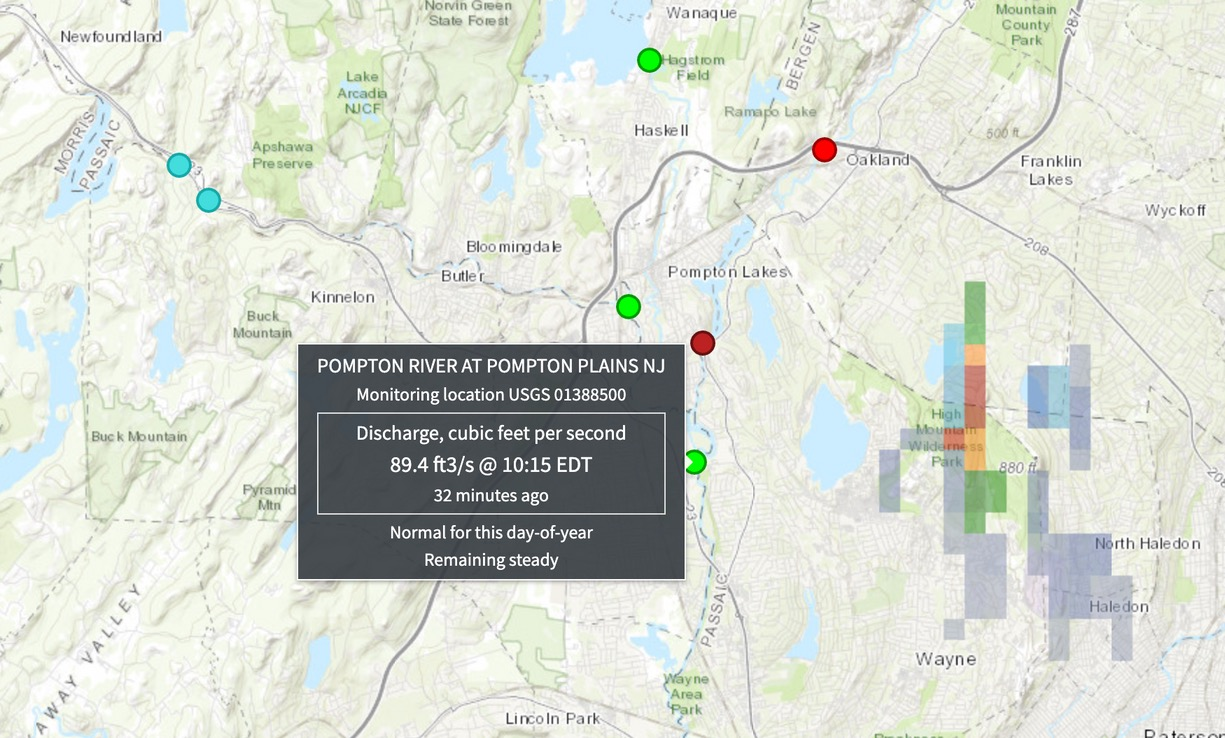 Norvin Green
State Forest
Wanaque
Mountain
County
Park
287
Newfoundland
Hagstrom
Field
BERGEN
Lake
Arcadia
NJCF
Ramapo Lake
Haskell
500 ft
MORRIS
PASSAIC
Apshawa
Preserve
Oakland
Franklin
Lakes
Wyckoff
208
Bloomingdale
Butler
Pompton Lakes
Kinnelon
Buck
Mountain
POMPTON RIVER AT POMPTON PLAINS NJ
Monitoring location USGS 01388500
Discharge, cubic feet per second
89.4 ft3/s @ 10:15 EDT
32 minutes ago
Normal for this day-of-year
Remaining steady
High
Mountain
Wilderness
Park
880 ft
Buck Mountain
Pyramid
Mtn
23
North Haledon
Haledon
PASSAIC
AWAY VALLEY
Wayne
Wayne
Area
Park
Lincoln Park